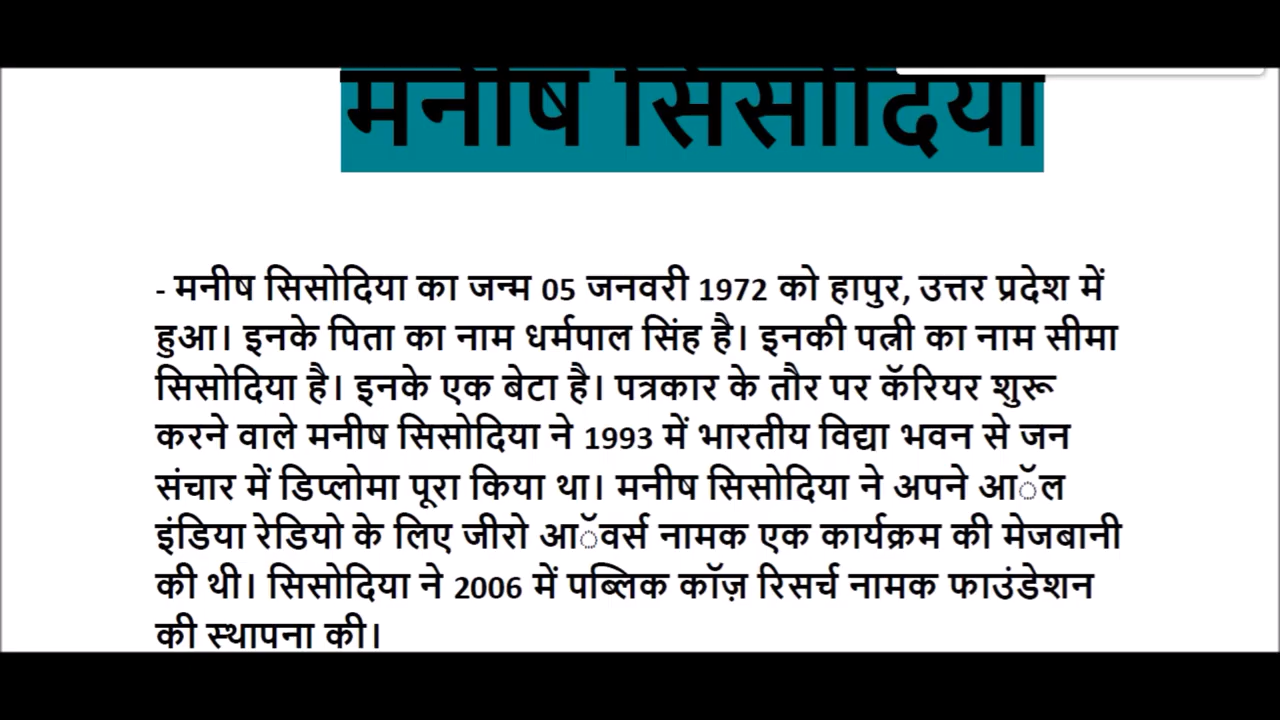 मनीष सिसोदिया
- मनीष सिसोदिया का जन्म 05 जनवरी 1972 को हापुर, उत्तर प्रदेश में
हुआ। इनके पिता का नाम धर्मपाल सिंह है। इनकी पत्नी का नाम सीमा
सिसोदिया है। इनके एक बेटा है। पत्रकार के तौर पर कॅरियर शुरू
करने वाले मनीष सिसोदिया ने 1993 में भारतीय विद्या भवन से जन
संचार में डिप्लोमा पूरा किया था। मनीष सिसोदिया ने अपने आॅल
इंडिया रेडियो के लिए जीरो आॅवर्स नामक एक कार्यक्रम की मेजबानी
की थी। सिसोदिया ने 2006 में पब्लिक कॉज़ रिसर्च नामक फाउंडेशन
की स्थापना की।